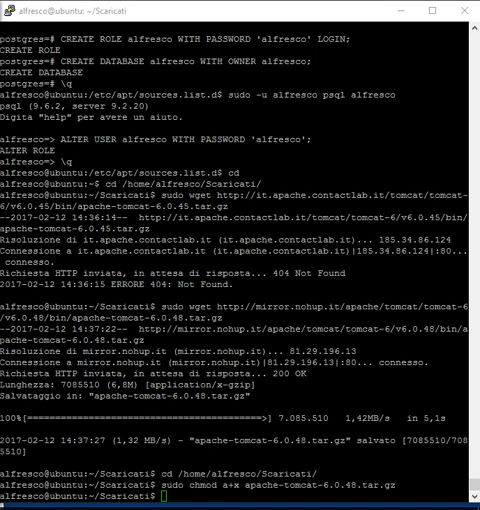 alfresco@ubuntu: ~/Scaricati
postgres=# CREATE ROLE alfresco WITH PASSWORD 'alfresco' LOGIN;
CREATE ROLE
postgres=# CREATE DATABASE alfresco WITH OWNER alfresco;
CREATE DATABASE
postgres=# \q
alfresco@ubuntu:/etc/apt/sources.list.d$ sudo -u alfresco psql alfresco
psql (9.6.2, server 9.2.20)
Digita "help" per avere un aiuto.
alfresco=> ALTER USER alfresco WITH PASSWORD 'alfresco';
ALTER ROLE
alfresco=> \q
alfresco@ubuntu:/etc/apt/sources.list.d$ cd
alfresco@ubuntu:~$ cd /home/alfresco/Scaricati/
alfresco@ubuntu:~/Scaricati$ sudo wget http://it.apache.contactlab.it/tomcat/tomcat-
6/v6.0.45/bin/apache-tomcat-6.0.45.tar.gz
--2017-02-12 14:36:14--  http://it.apache.contactlab.it/tomcat/tomcat-6/v6.0.45/bin/
apache-tomcat-6.0.45.tar.gz
Risoluzione di it.apache.contactlab.it (it.apache.contactlab.it)... 185.34.86.124
Connessione a it.apache.contactlab.it (it.apache.contactlab.it)|185.34.86.124|:80...
connesso.
Richiesta HTTP inviata, in attesa di risposta... 404 Not Found
2017-02-12 14:36:15 ERRORE 404: Not Found.
alfresco@ubuntu:~/Scaricati$ sudo wget http://mirror.nohup.it/apache/tomcat/tomcat-6
/v6.0.48/bin/apache-tomcat-6.0.48.tar.gz
--2017-02-12 14:37:22--  http://mirror.nohup.it/apache/tomcat/tomcat-6/v6.0.48/bin/a
pache-tomcat-6.0.48.tar.gz
Risoluzione di mirror.nohup.it (mirror.nohup.it)... 81.29.196.13
Connessione a mirror.nohup.it (mirror.nohup.it)|81.29.196.13|:80... connesso.
Richiesta HTTP inviata, in attesa di risposta... 200 OK
Lunghezza: 7085510 (6,8M) [application/x-gzip]
Salvataggio in: "apache-tomcat-6.0.48.tar.gz"
100%[==========================================>] 7.085.510   1,42MB/s   in 5,1s
2017-02-12 14:37:27 (1,32 MB/s) - "apache-tomcat-6.0.48.tar.gz" salvato [7085510/708
5510]
alfresco@ubuntu:~/Scaricati$ cd /home/alfresco/Scaricati/
alfresco@ubuntu:~/Scaricati$ sudo chmod a+x apache-tomcat-6.0.48.tar.gz
alfresco@ubuntu:~/Scaricati$